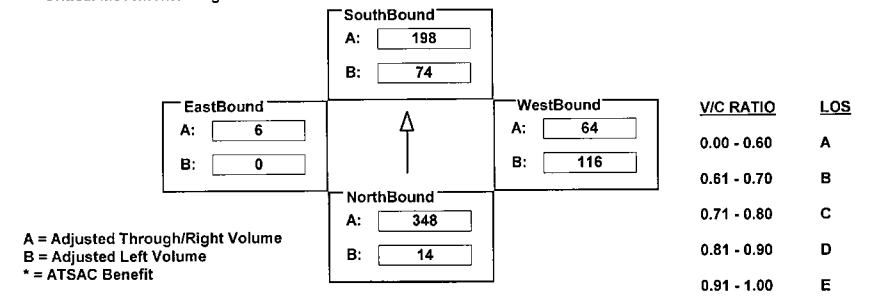 SouthBound
A: 198
B: 74
EastBound
A: 6
B: 0
WestBound
A: 64
B: 116
NorthBound
A: 348
B: 14
A = Adjusted Through/Right Volume
B = Adjusted Left Volume
* = ATSAC Benefit
V/C RATIO LOS
0.00 - 0.60 A
0.61 - 0.70 B
0.71 - 0.80 C
0.81 - 0.90 D
0.91 - 1.00 E